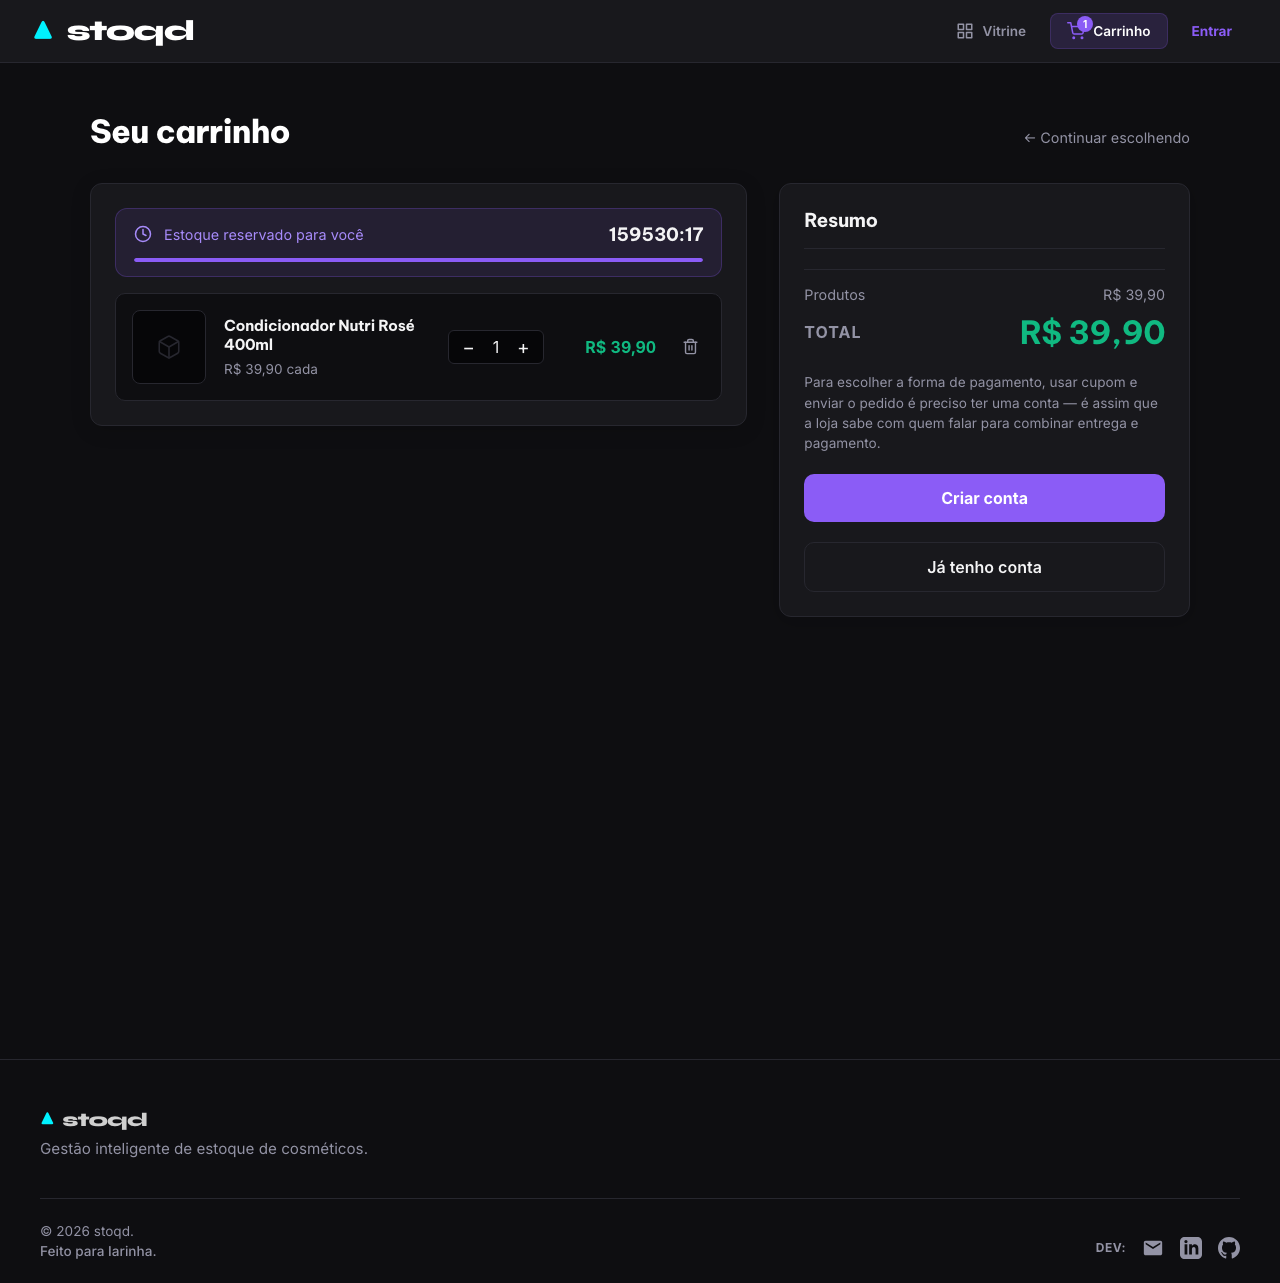 stoqd
Vitrine
1
Carrinho
Entrar
Seu carrinho
← Continuar escolhendo
Estoque reservado para você
159530:17
Condicionador Nutri Rosé
400ml
R$ 39,90 cada
− 1 +
R$ 39,90
Resumo
Produtos
R$ 39,90
TOTAL
R$ 39,90
Para escolher a forma de pagamento, usar cupom e
enviar o pedido é preciso ter uma conta — é assim que
a loja sabe com quem falar para combinar entrega e
pagamento.
Criar conta
Já tenho conta
stoqd
Gestão inteligente de estoque de cosméticos.
© 2026 stoqd.
Feito para larinha.
DEV:
in